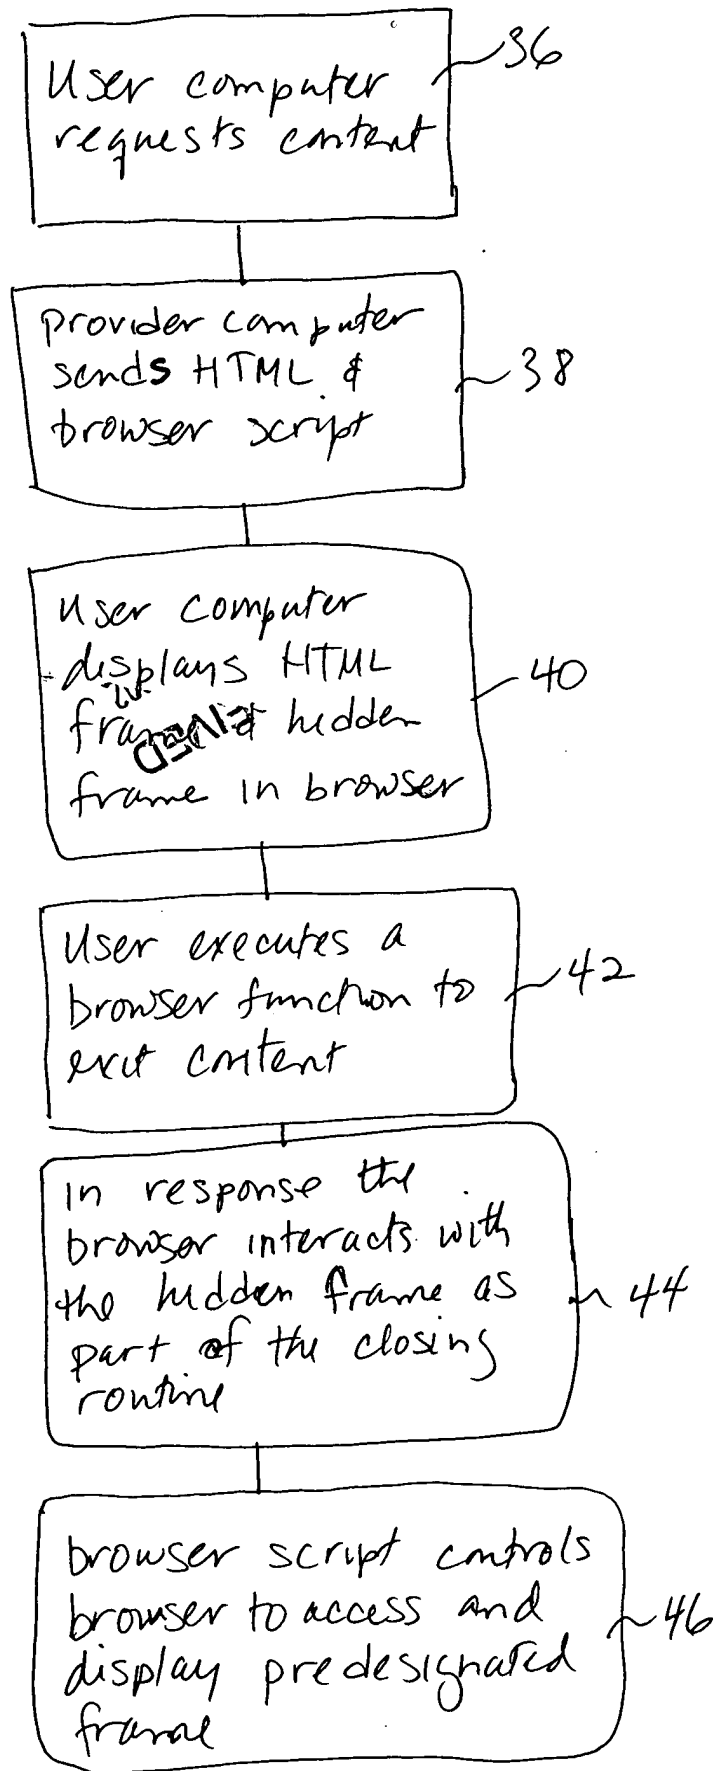 User computer
requests content
36
provider computer
sends HTML &
browser script
38
user computer
displays HTML
hidden
frame in browser
40
User executes a
browser function to
exit content
42
in response the
browser interacts with
the hidden frame as
part of the closing
routine
44
browser script controls
browser to access and
display predesignated
frame
46